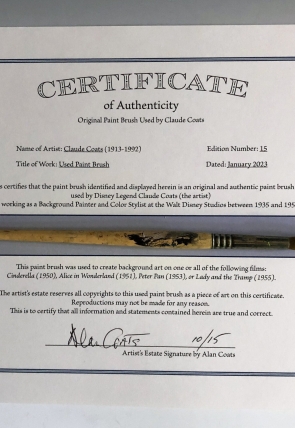 CERTIFICATE
of Authenticity
Original Paint Brush Used by Claude Coats
Name of Artist: Claude Coats (1913-1992)
Edition Number: 15
Title of Work: Used Paint Brush
Dated: January 2023
s certifies that the paint brush identified and displayed herein is an original and authentic paint brush
used by Disney Legend Claude Coats (the artist)
working as a Background Painter and Color Stylist at the Walt Disney Studios between 1935 and 195
This paint brush was used to create background art on one or all of the following films:
Cinderella (1950), Alice in Wonderland (1951), Peter Pan (1953), or Lady and the Tramp (1955).
The artist's estate reserves all copyrights to this used paint brush as a piece of art on this certificate.
Reproductions may not be made for any reason.
This is to certify that all information and statements contained herein are true and correct.
Alan Coats 10/15
Artist's Estate Signature by Alan Coats